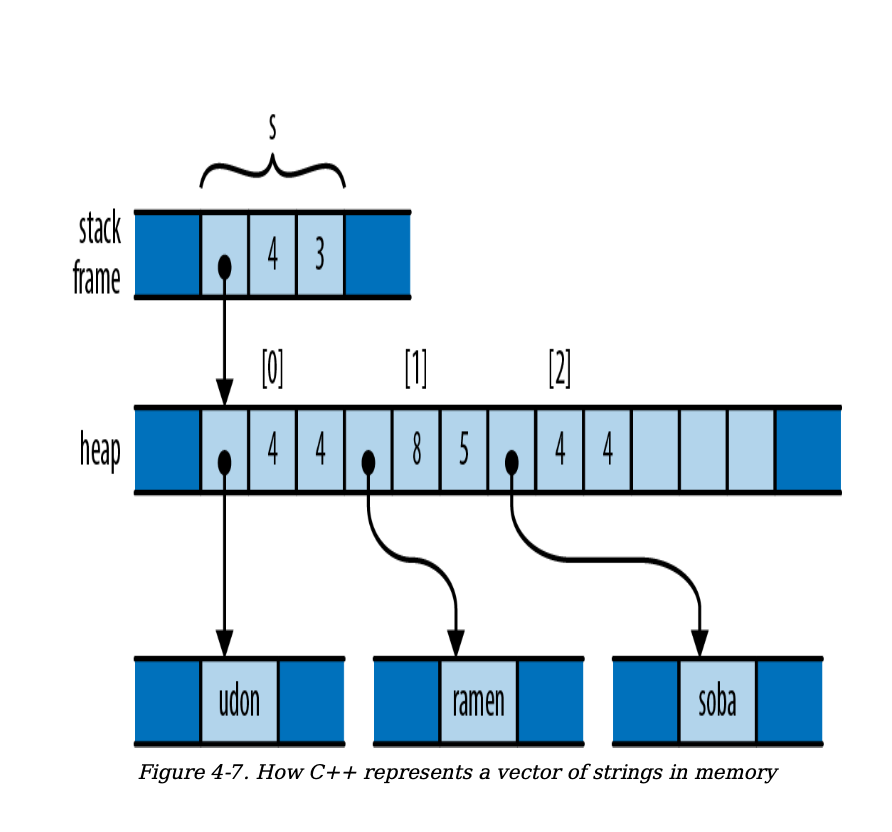 s
stack
frame
4 3
[0] [1] [2]
heap
4 4 8 5 4 4
udon ramen soba
Figure 4-7. How C++ represents a vector of strings in memory